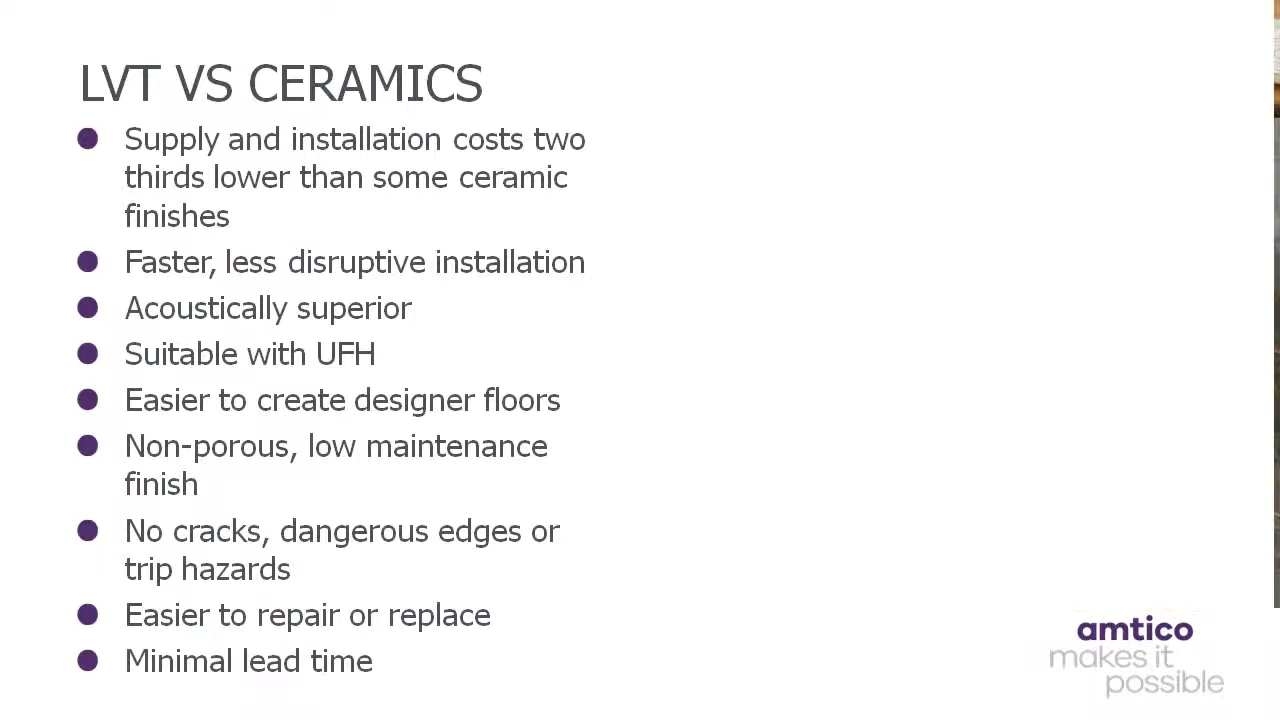 LVT VS CERAMICS
Supply and installation costs two
thirds lower than some ceramic
finishes
Faster, less disruptive installation
Acoustically superior
Suitable with UFH
Easier to create designer floors
Non-porous, low maintenance
finish
No cracks, dangerous edges or
trip hazards
Easier to repair or replace
Minimal lead time
amtico
makes it
possible